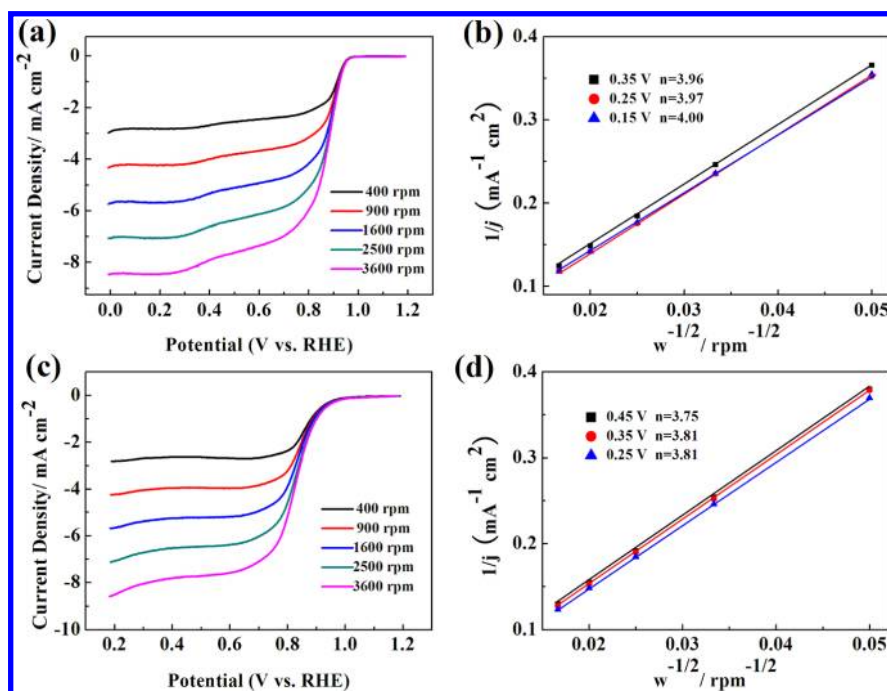 (a)
0
-2
-4
-6
-8
Current Density/ mA cm-2
400 rpm
900 rpm
1600 rpm
2500 rpm
3600 rpm
0.0 0.2 0.4 0.6 0.8 1.0 1.2
Potential (V vs. RHE)
(b)
0.4
0.3
0.2
0.1
1/j (mA-1 cm2)
0.35 V n=3.96
0.25 V n=3.97
0.15 V n=4.00
0.02 0.03 0.04 0.05
w-1/2/ rpm-1/2
(c)
0
-2
-4
-6
-8
-10
Current Density/ mA cm-2
400 rpm
900 rpm
1600 rpm
2500 rpm
3600 rpm
0.2 0.4 0.6 0.8 1.0 1.2
Potential (V vs. RHE)
(d)
0.4
0.3
0.2
0.1
1/j (mA-1 cm2)
0.45 V n=3.75
0.35 V n=3.81
0.25 V n=3.81
0.02 0.03 0.04 0.05
w-1/2/ rpm-1/2